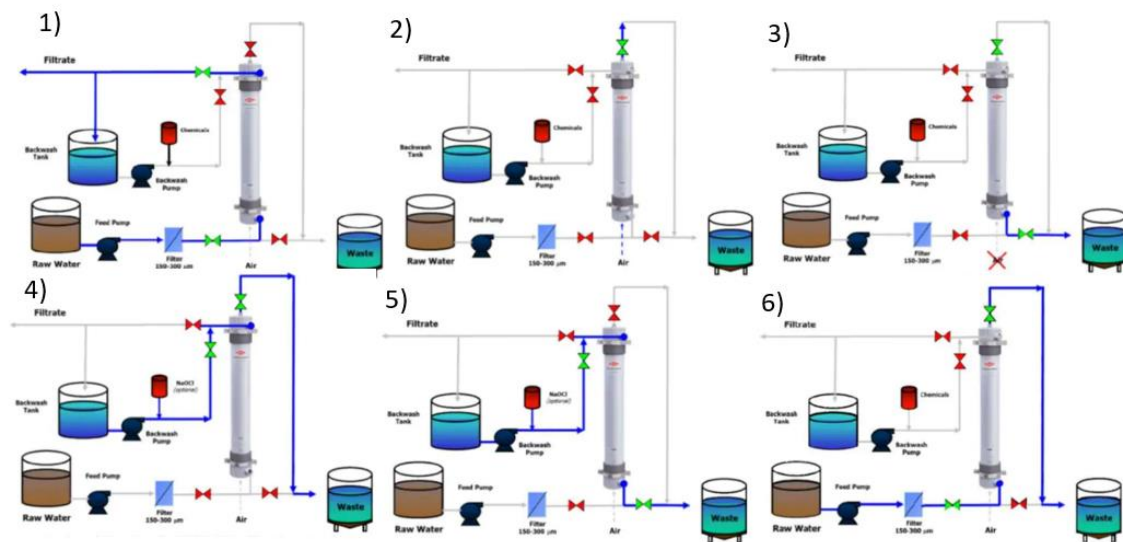 1)
Filtrate
Chemicals
Backwash
Tank
Backwash
Pump
Feed Pump
Raw Water
Filter
150-300 µm
Air
Waste
2)
Filtrate
Chemicals
Backwash
Tank
Backwash
Pump
Feed Pump
Raw Water
Filter
150-300 µm
Air
Waste
3)
Filtrate
Chemicals
Backwash
Tank
Backwash
Pump
Feed Pump
Raw Water
Filter
150-300 µm
Waste
4)
Filtrate
NaOCl
(optional)
Backwash
Tank
Backwash
Pump
Feed Pump
Raw Water
Filter
150-300 µm
Air
Waste
5)
Filtrate
NaOCl
(optional)
Backwash
Tank
Backwash
Pump
Feed Pump
Raw Water
Filter
150-300 µm
Air
Waste
6)
Filtrate
Chemicals
Backwash
Tank
Backwash
Pump
Feed Pump
Raw Water
Filter
150-300 µm
Air
Waste